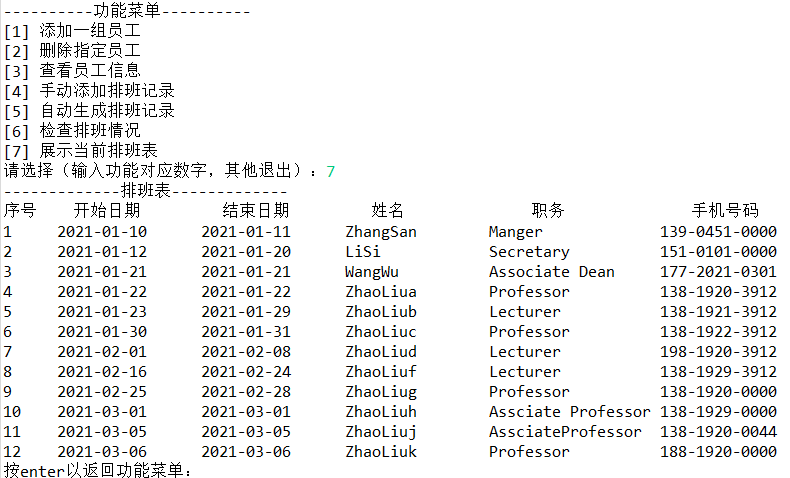 ----------功能菜单----------
[1] 添加一组员工
[2] 删除指定员工
[3] 查看员工信息
[4] 手动添加排班记录
[5] 自动生成排班记录
[6] 检查排班情况
[7] 展示当前排班表
请选择（输入功能对应数字，其他退出）：7
-------------排班表-------------
序号 开始日期 结束日期 姓名 职务 手机号码
1 2021-01-10 2021-01-11 ZhangSan Manger 139-0451-0000
2 2021-01-12 2021-01-20 LiSi Secretary 151-0101-0000
3 2021-01-21 2021-01-21 WangWu Associate Dean 177-2021-0301
4 2021-01-22 2021-01-22 ZhaoLiua Professor 138-1920-3912
5 2021-01-23 2021-01-29 ZhaoLiub Lecturer 138-1921-3912
6 2021-01-30 2021-01-31 ZhaoLiuc Professor 138-1922-3912
7 2021-02-01 2021-02-08 ZhaoLiud Lecturer 198-1920-3912
8 2021-02-16 2021-02-24 ZhaoLiuf Lecturer 138-1929-3912
9 2021-02-25 2021-02-28 ZhaoLiug Professor 138-1920-0000
10 2021-03-01 2021-03-01 ZhaoLiuh Assciate Professor 138-1929-0000
11 2021-03-05 2021-03-05 ZhaoLiuj AssciateProfessor 138-1920-0044
12 2021-03-06 2021-03-06 ZhaoLiuk Professor 188-1920-0000
按enter以返回功能菜单：